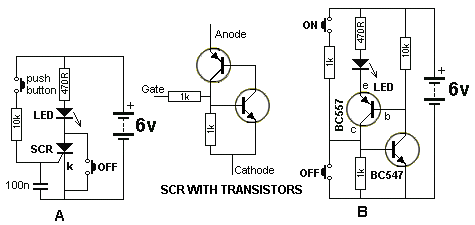 push
button
470R
LED
10k
SCR
k
OFF
100n
6v
A
Anode
Gate
1k
1k
Cathode
SCR WITH TRANSISTORS
ON
1k
470R
10k
LED
e
BC557
b
c
OFF
1k
BC547
6v
B